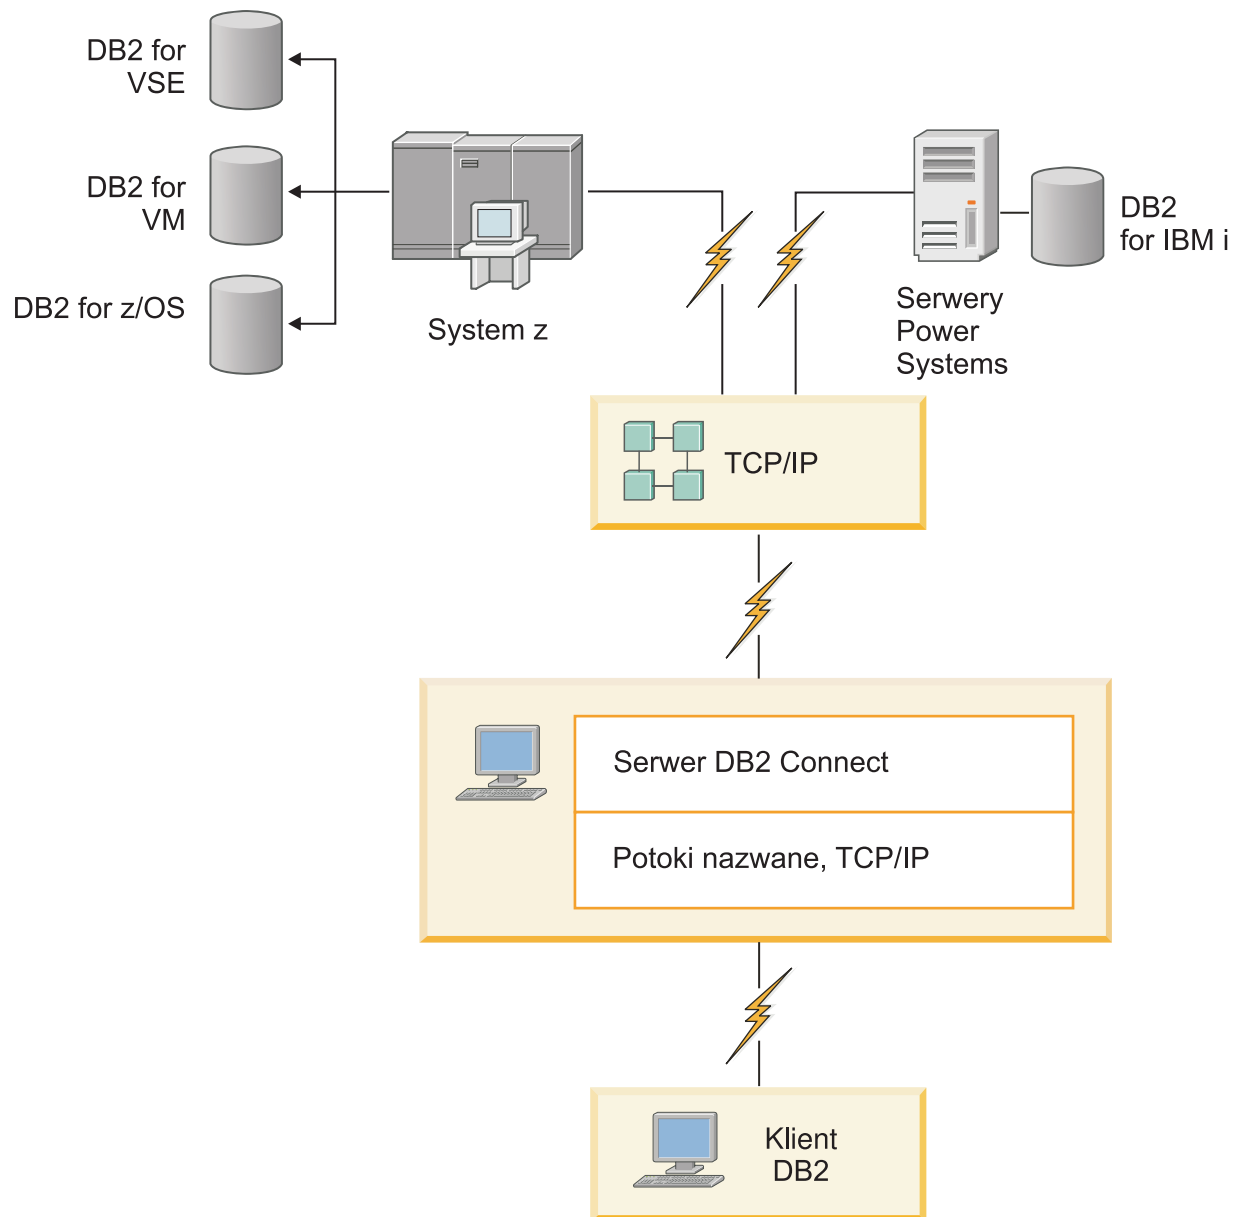 DB2 for
VSE
DB2 for
VM
DB2 for z/OS
System z
DB2
for IBM i
Serwery
Power
Systems
TCP/IP
Serwer DB2 Connect
Potoki nazwane, TCP/IP
Klient
DB2